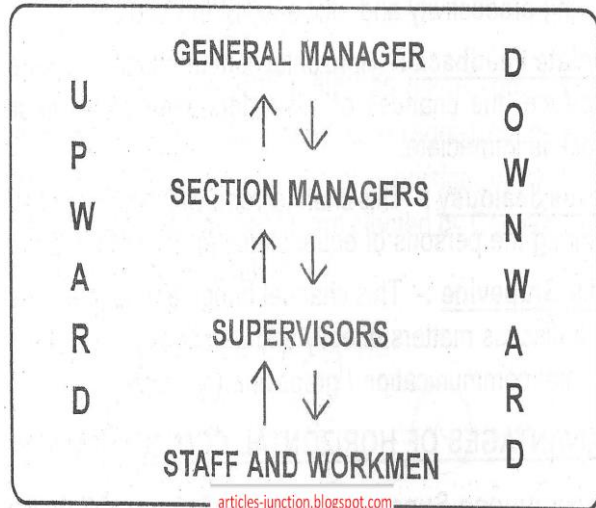 UPWARD
GENERAL MANAGER
SECTION MANAGERS
SUPERVISORS
STAFF AND WORKMEN
DOWNWARD
articles-junction.blogspot.com